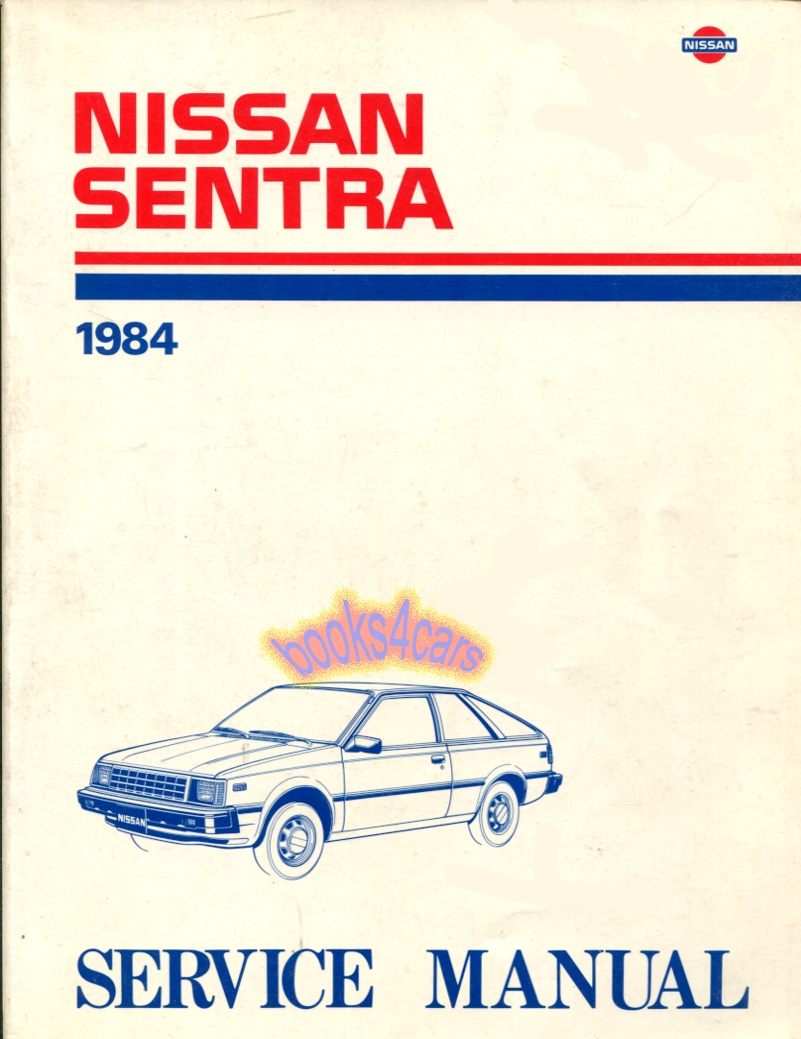 NISSAN
NISSAN
SENTRA
1984
books4cars
NISSAN
SERVICE MANUAL